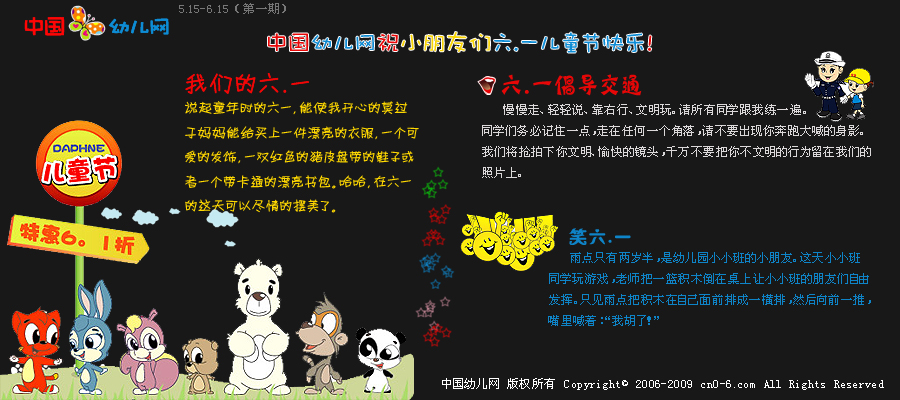 中国 幼儿网
5.15-6.15（第一期）
中国幼儿网祝小朋友们六.一儿童节快乐!
我们的六.一
说起童年时的六一,能使我开心的莫过
子妈妈能给买上一件漂亮的衣服,一个可
爱的发饰,一双红色的猪皮盘带的鞋子或
者一个带卡通的漂亮书包。哈哈,在六一
的这天可以尽情的摆美了。
DAPHNE
儿童节
特惠6。1折
六.一倡导交通
慢慢走、轻轻说、靠右行、文明玩。请所有同学跟我练一遍。
同学们务必记住一点,走在任何一个角落,请不要出现你奔跑大喊的身影。
我们将抢拍下你文明、愉快的镜头,千万不要把你不文明的行为留在我们的
照片上。
笑六.一
雨点只有两岁半,是幼儿园小小班的小朋友。这天小小班
同学玩游戏,老师把一篮积木倒在桌上让小小班的朋友们自由
发挥。只见雨点把积木在自己面前排成一横排,然后向前一推,
嘴里喊着:“我胡了!”
中国幼儿网 版权所有 Copyright© 2006-2009 cn0-6.com All Rights Reserved